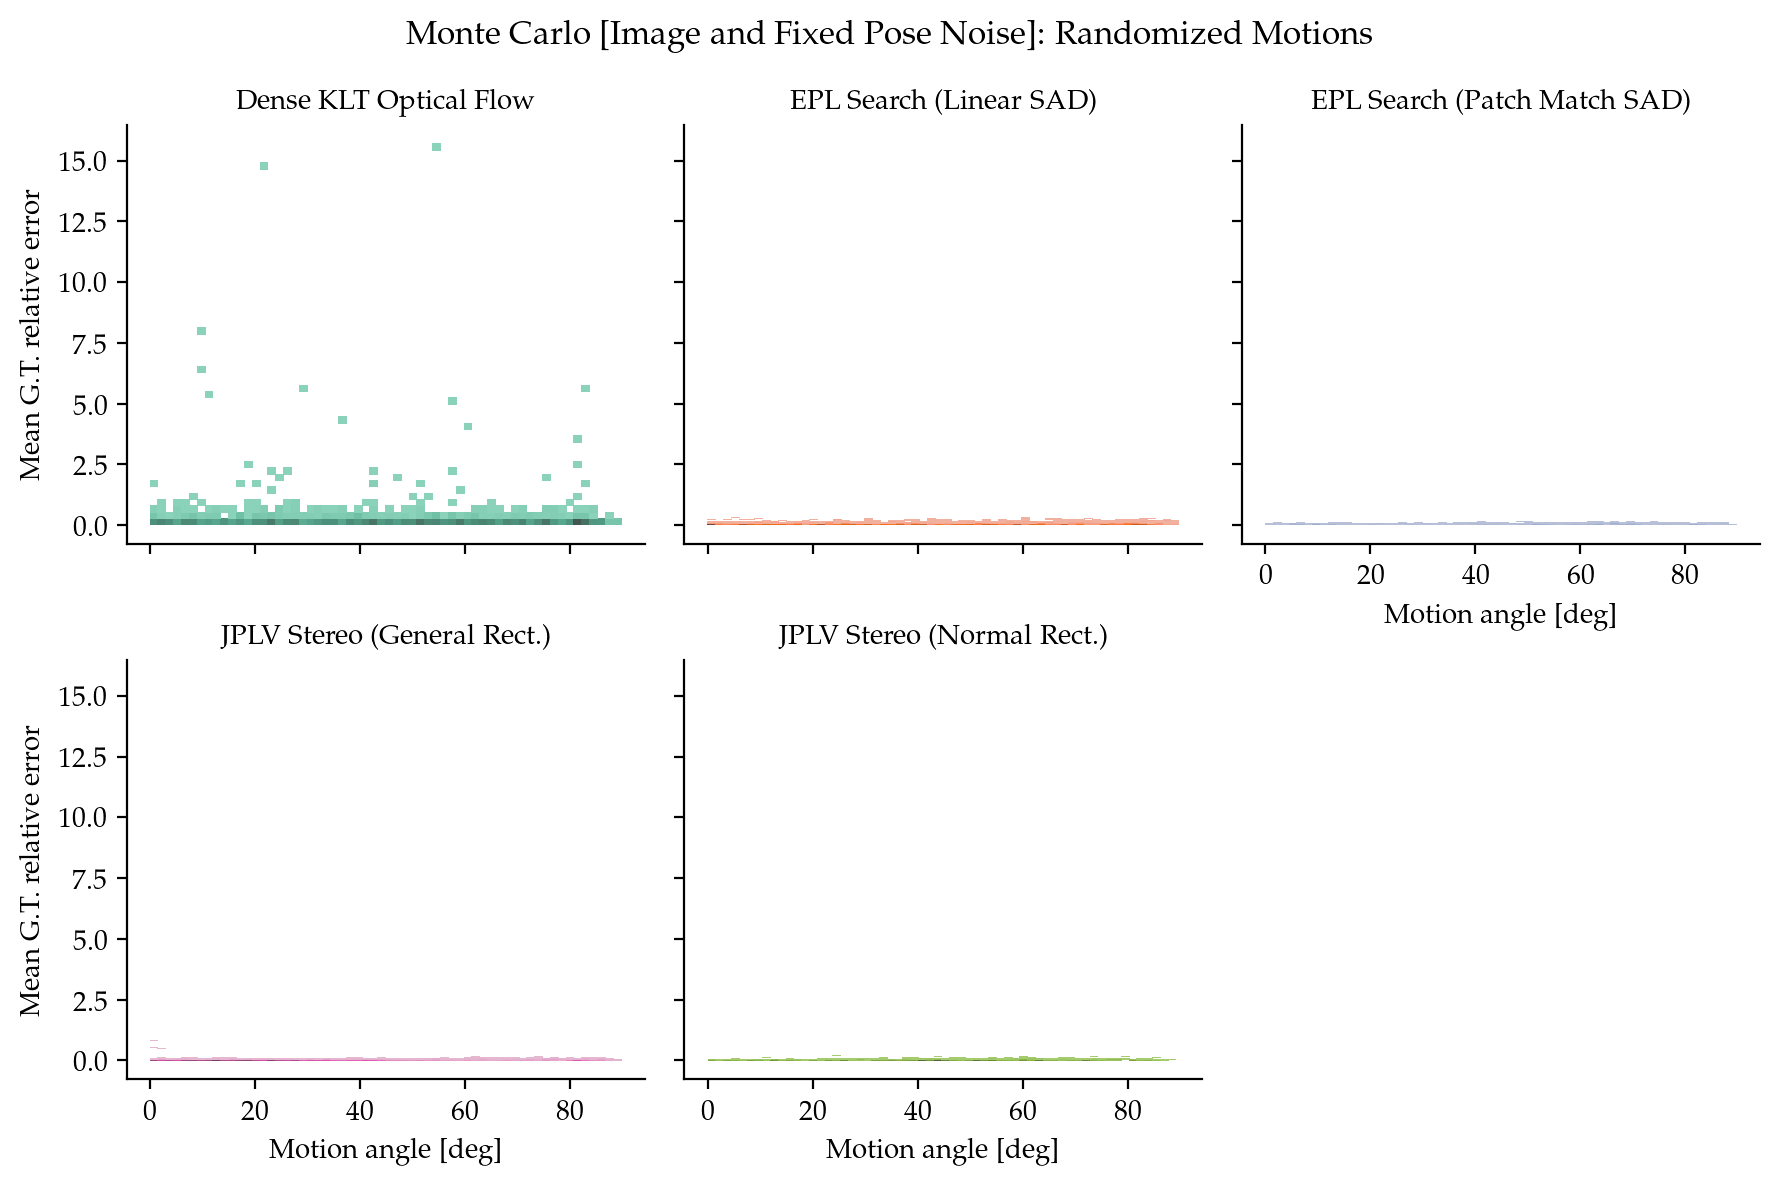 Monte Carlo [Image and Fixed Pose Noise]: Randomized Motions
Dense KLT Optical Flow
EPL Search (Linear SAD)
EPL Search (Patch Match SAD)
Mean G.T. relative error
15.0
12.5
10.0
7.5
5.0
2.5
0.0
0 20 40 60 80
Motion angle [deg]
JPLV Stereo (General Rect.)
JPLV Stereo (Normal Rect.)
Mean G.T. relative error
15.0
12.5
10.0
7.5
5.0
2.5
0.0
0 20 40 60 80
0 20 40 60 80
Motion angle [deg]
Motion angle [deg]